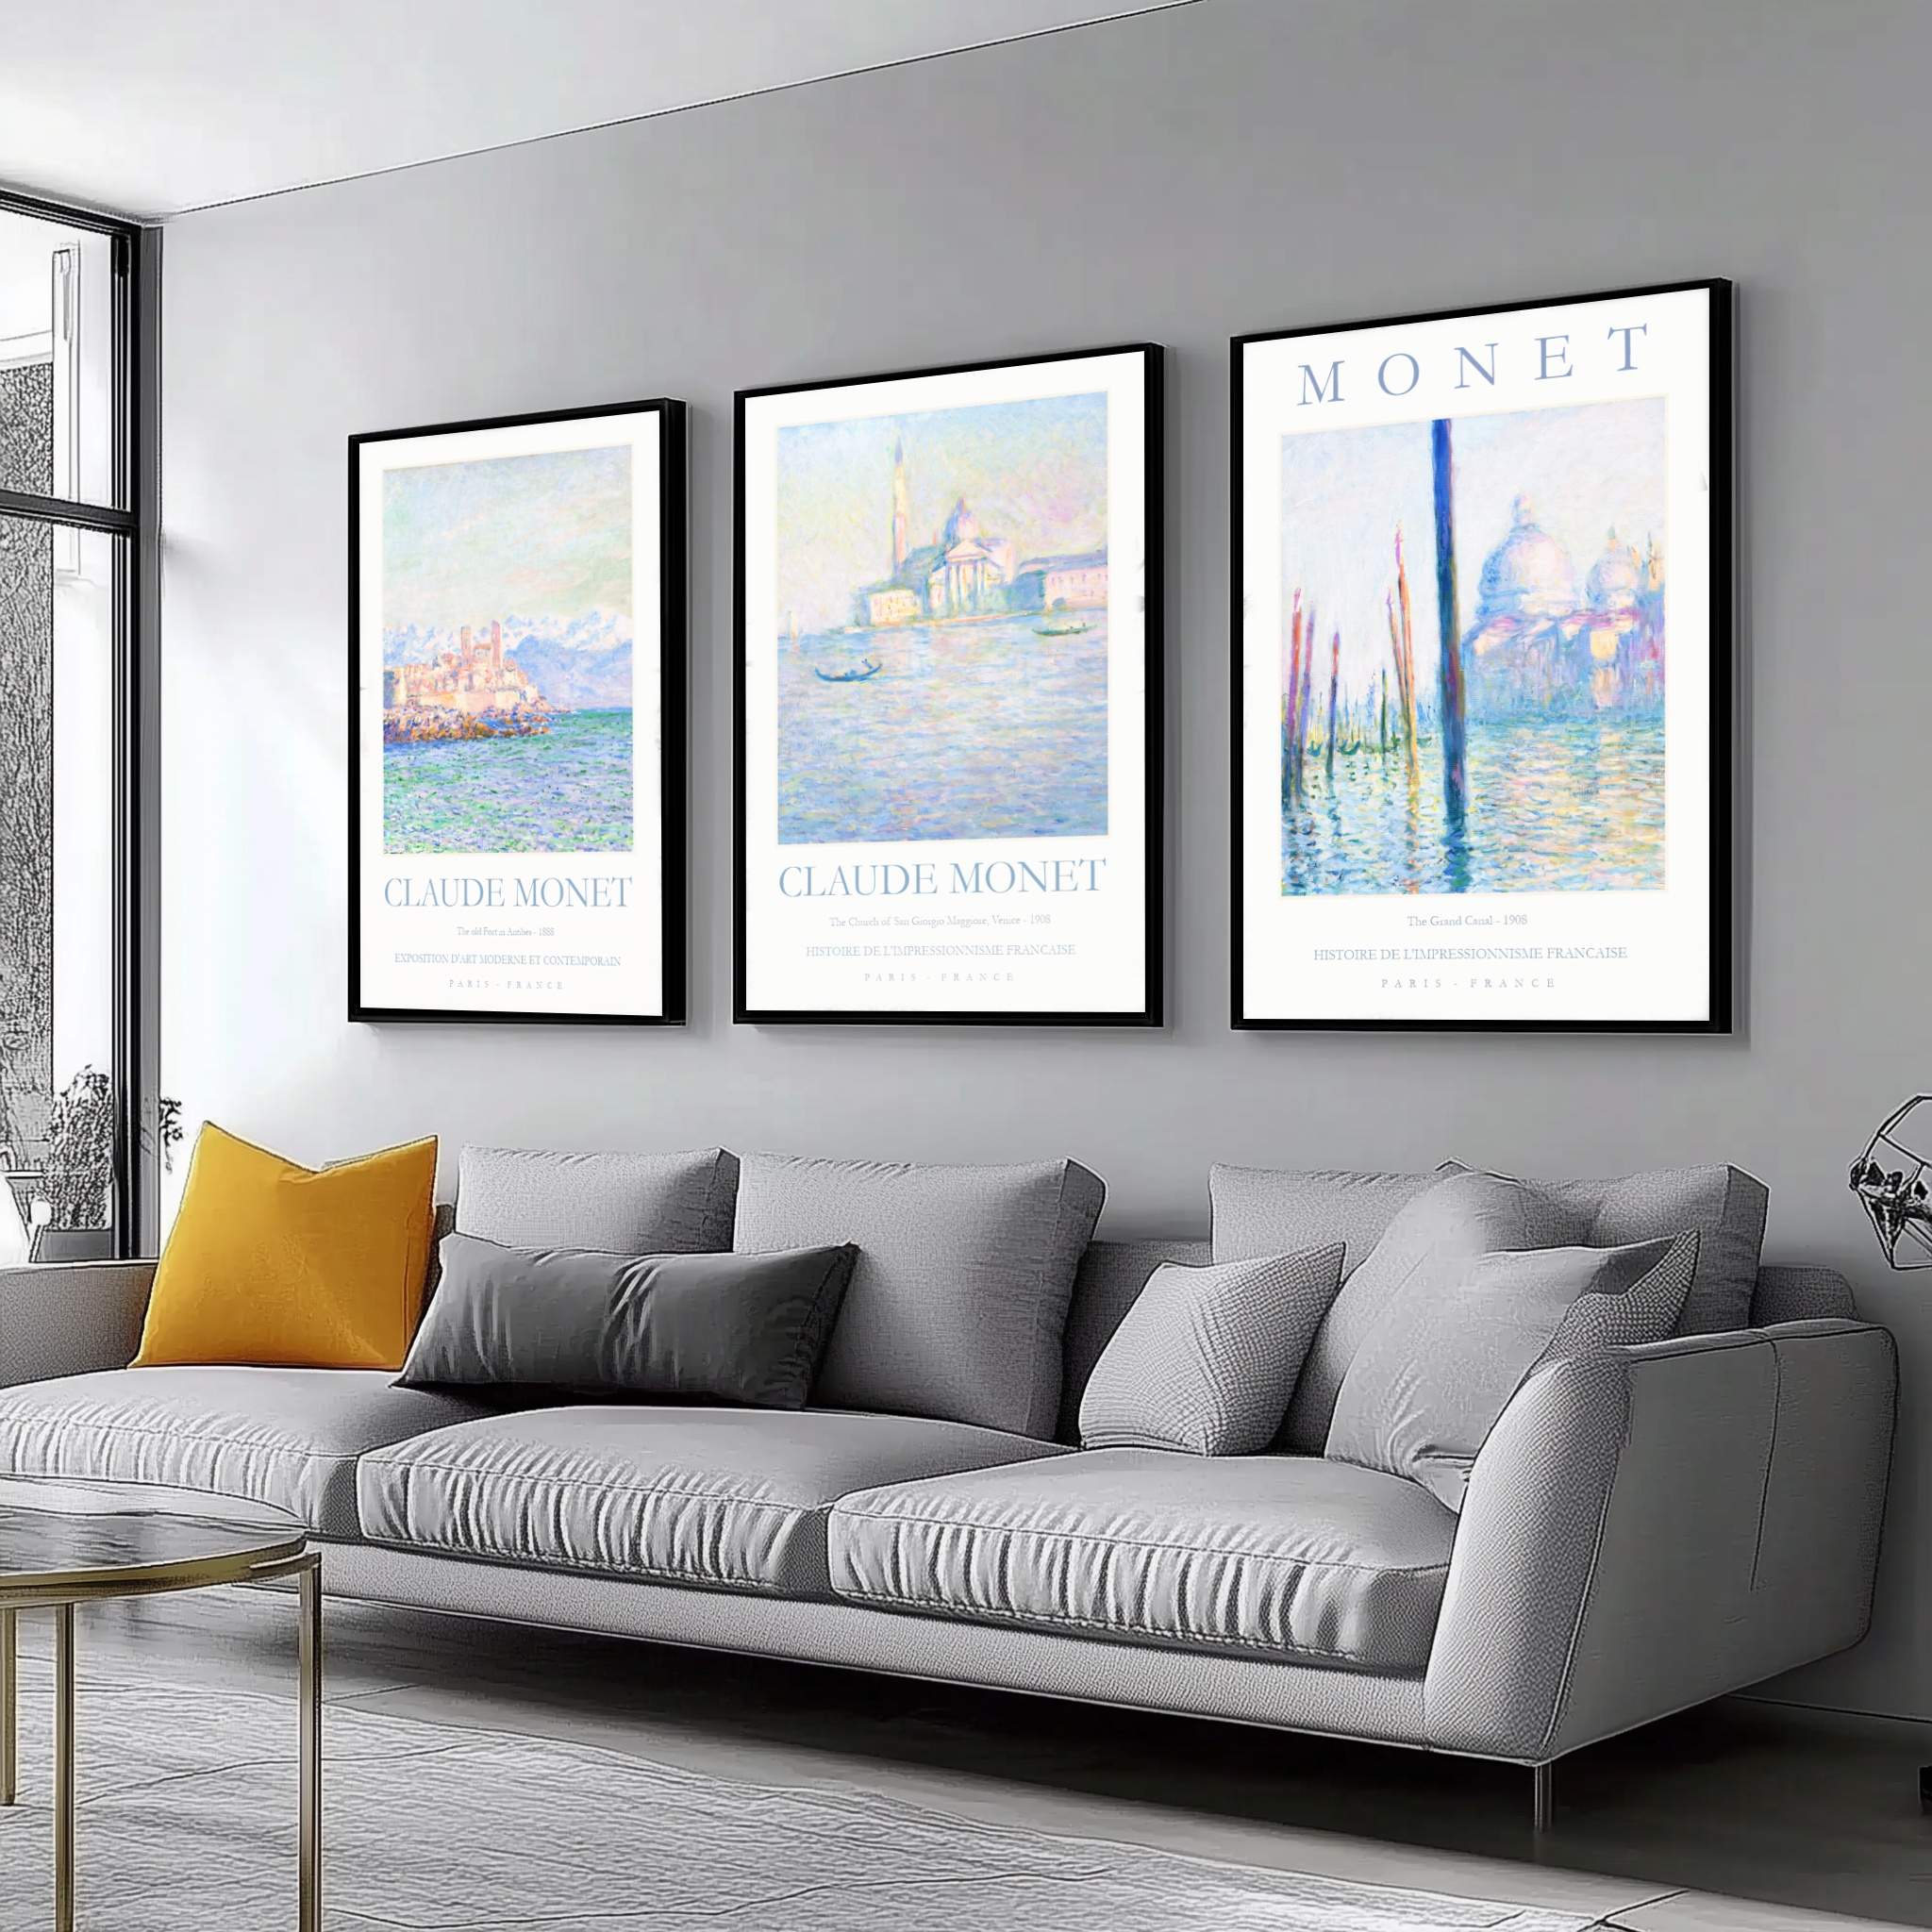 CLAUDE MONET
The old Fort in Antibes - 1888
EXPOSITION D'ART MODERNE ET CONTEMPORAIN
PARIS - FRANCE
CLAUDE MONET
The Church of San Giorgio Maggiore, Venice - 1908
HISTOIRE DE L'IMPRESSIONNISME FRANCAISE
PARIS - FRANCE
MONET
The Grand Canal - 1908
HISTOIRE DE L'IMPRESSIONNISME FRANCAISE
PARIS - FRANCE